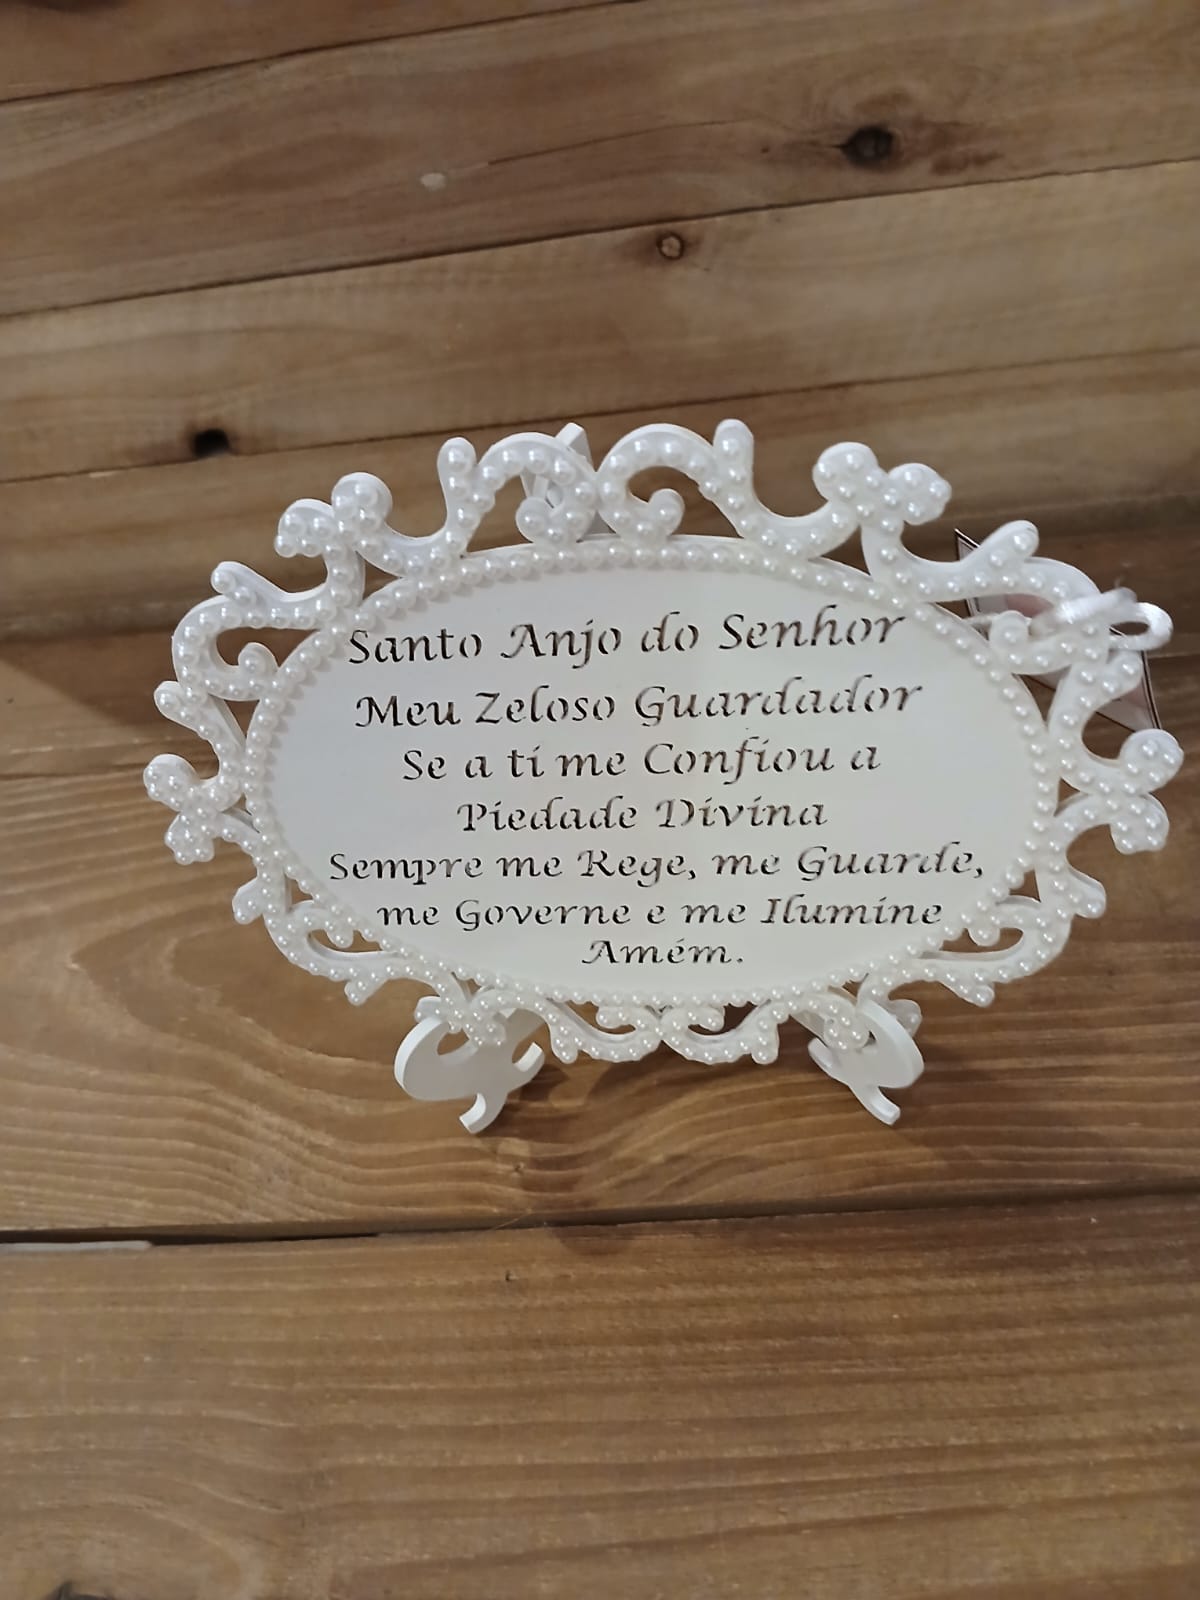 Santo Anjo do Senhor
Meu Zeloso Guardador
Se a ti me Confiou a
Piedade Divina
Sempre me Rege, me Guarde,
me Governe e me Ilumine
Amém.